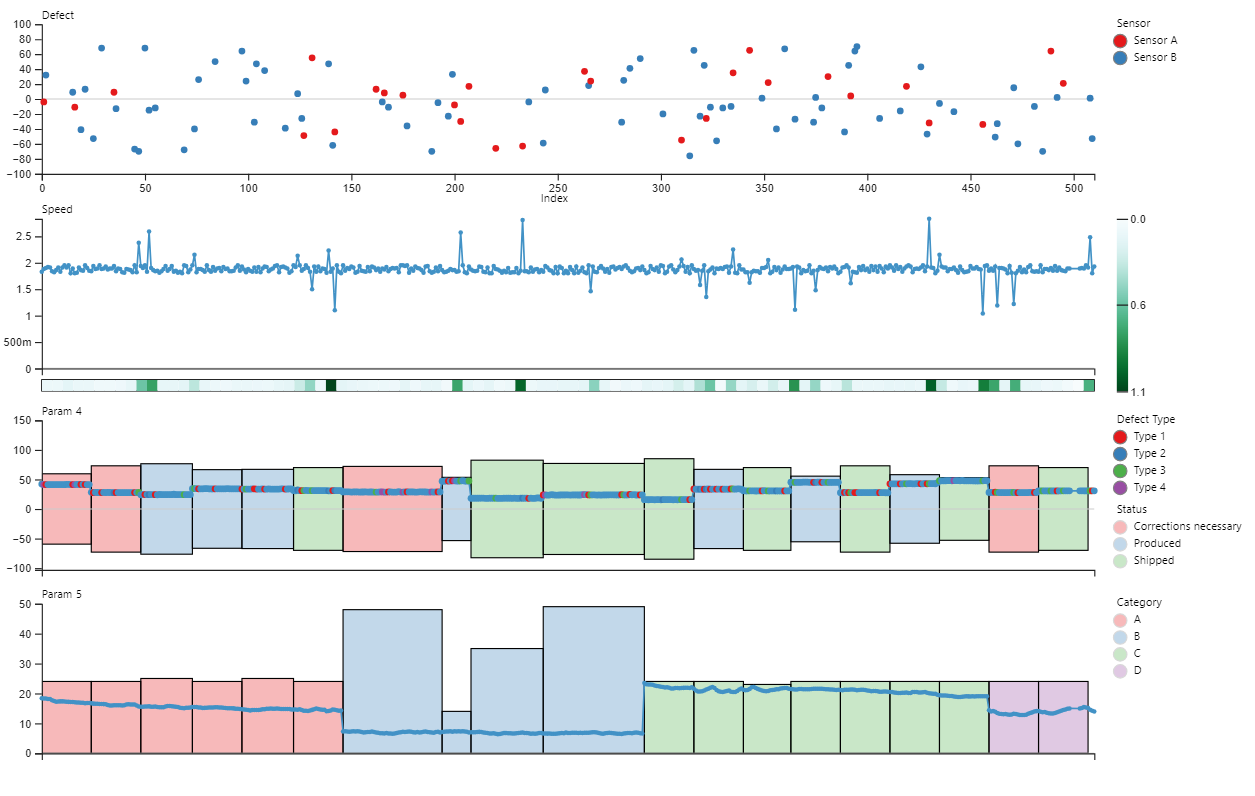 Defect
100
80
60
40
20
0
−20
−40
−60
−80
−100
0 50 100 150 200 250 300 350 400 450 500
Index
Sensor
Sensor A
Sensor B
Speed
2.5
2
1.5
1
500m
0
0.0
0.6
1.1
Param 4
150
100
50
0
−50
−100
Defect Type
Type 1
Type 2
Type 3
Type 4
Status
Corrections necessary
Produced
Shipped
Param 5
50
40
30
20
10
0
Category
A
B
C
D